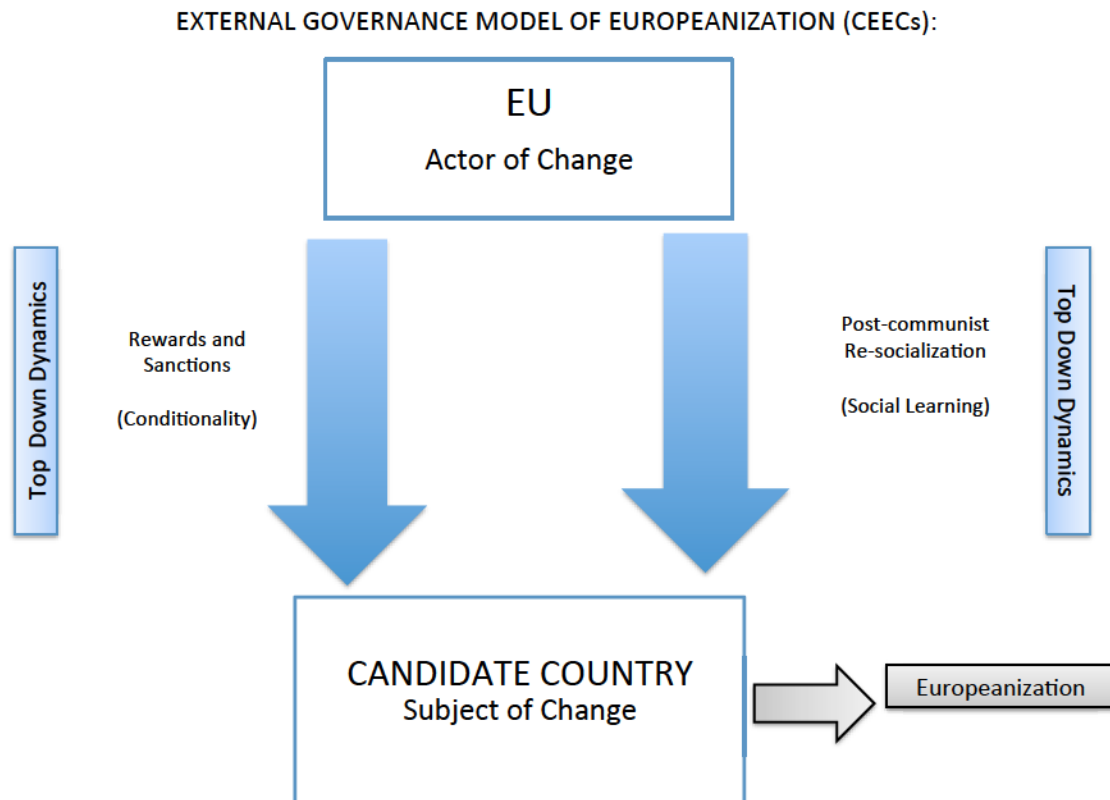 EXTERNAL GOVERNANCE MODEL OF EUROPEANIZATION (CEECs):
EU
Actor of Change
Top Down Dynamics
Rewards and
Sanctions
(Conditionality)
Post-communist
Re-socialization
(Social Learning)
Top Down Dynamics
CANDIDATE COUNTRY
Subject of Change
Europeanization